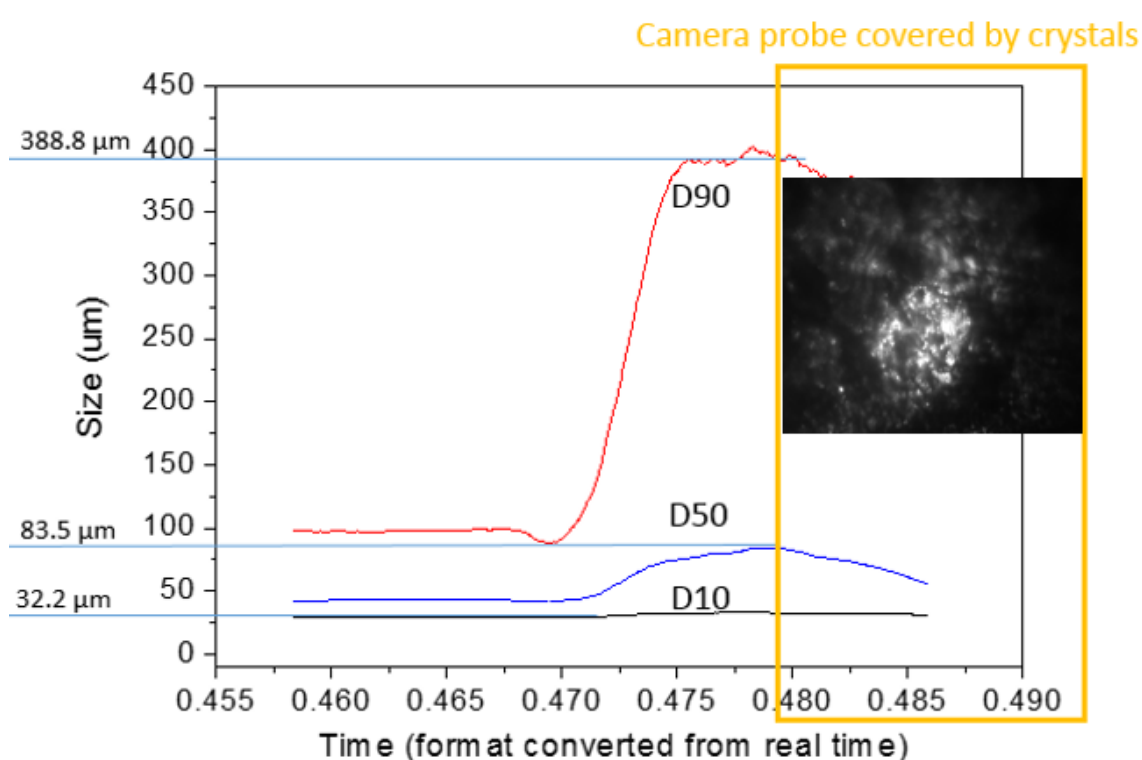 Camera probe covered by crystals
450
388.8 µm
400
D90
350
300
250
200
150
D50
100
83.5 µm
D10
50
32.2 µm
0
Size (um)
0.455 0.460 0.465 0.470 0.475 0.480 0.485 0.490
Time (format converted from real time)